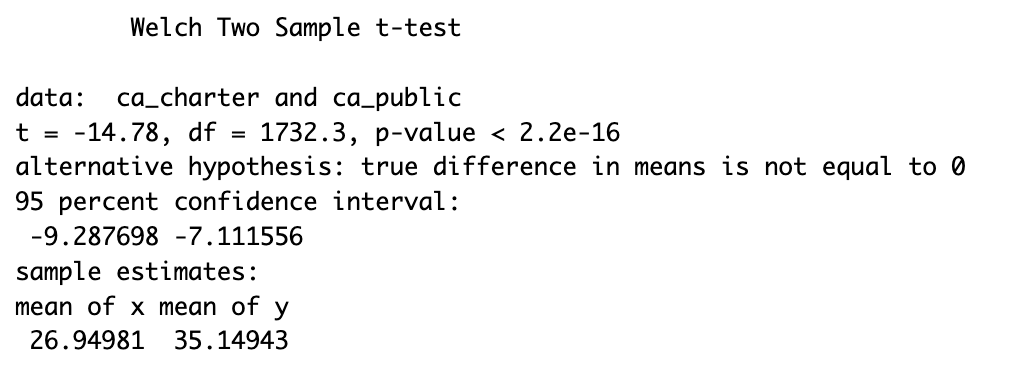 Welch Two Sample t-test
data:  ca_charter and ca_public
t = -14.78, df = 1732.3, p-value < 2.2e-16
alternative hypothesis: true difference in means is not equal to 0
95 percent confidence interval:
-9.287698 -7.111556
sample estimates:
mean of x mean of y
26.94981  35.14943